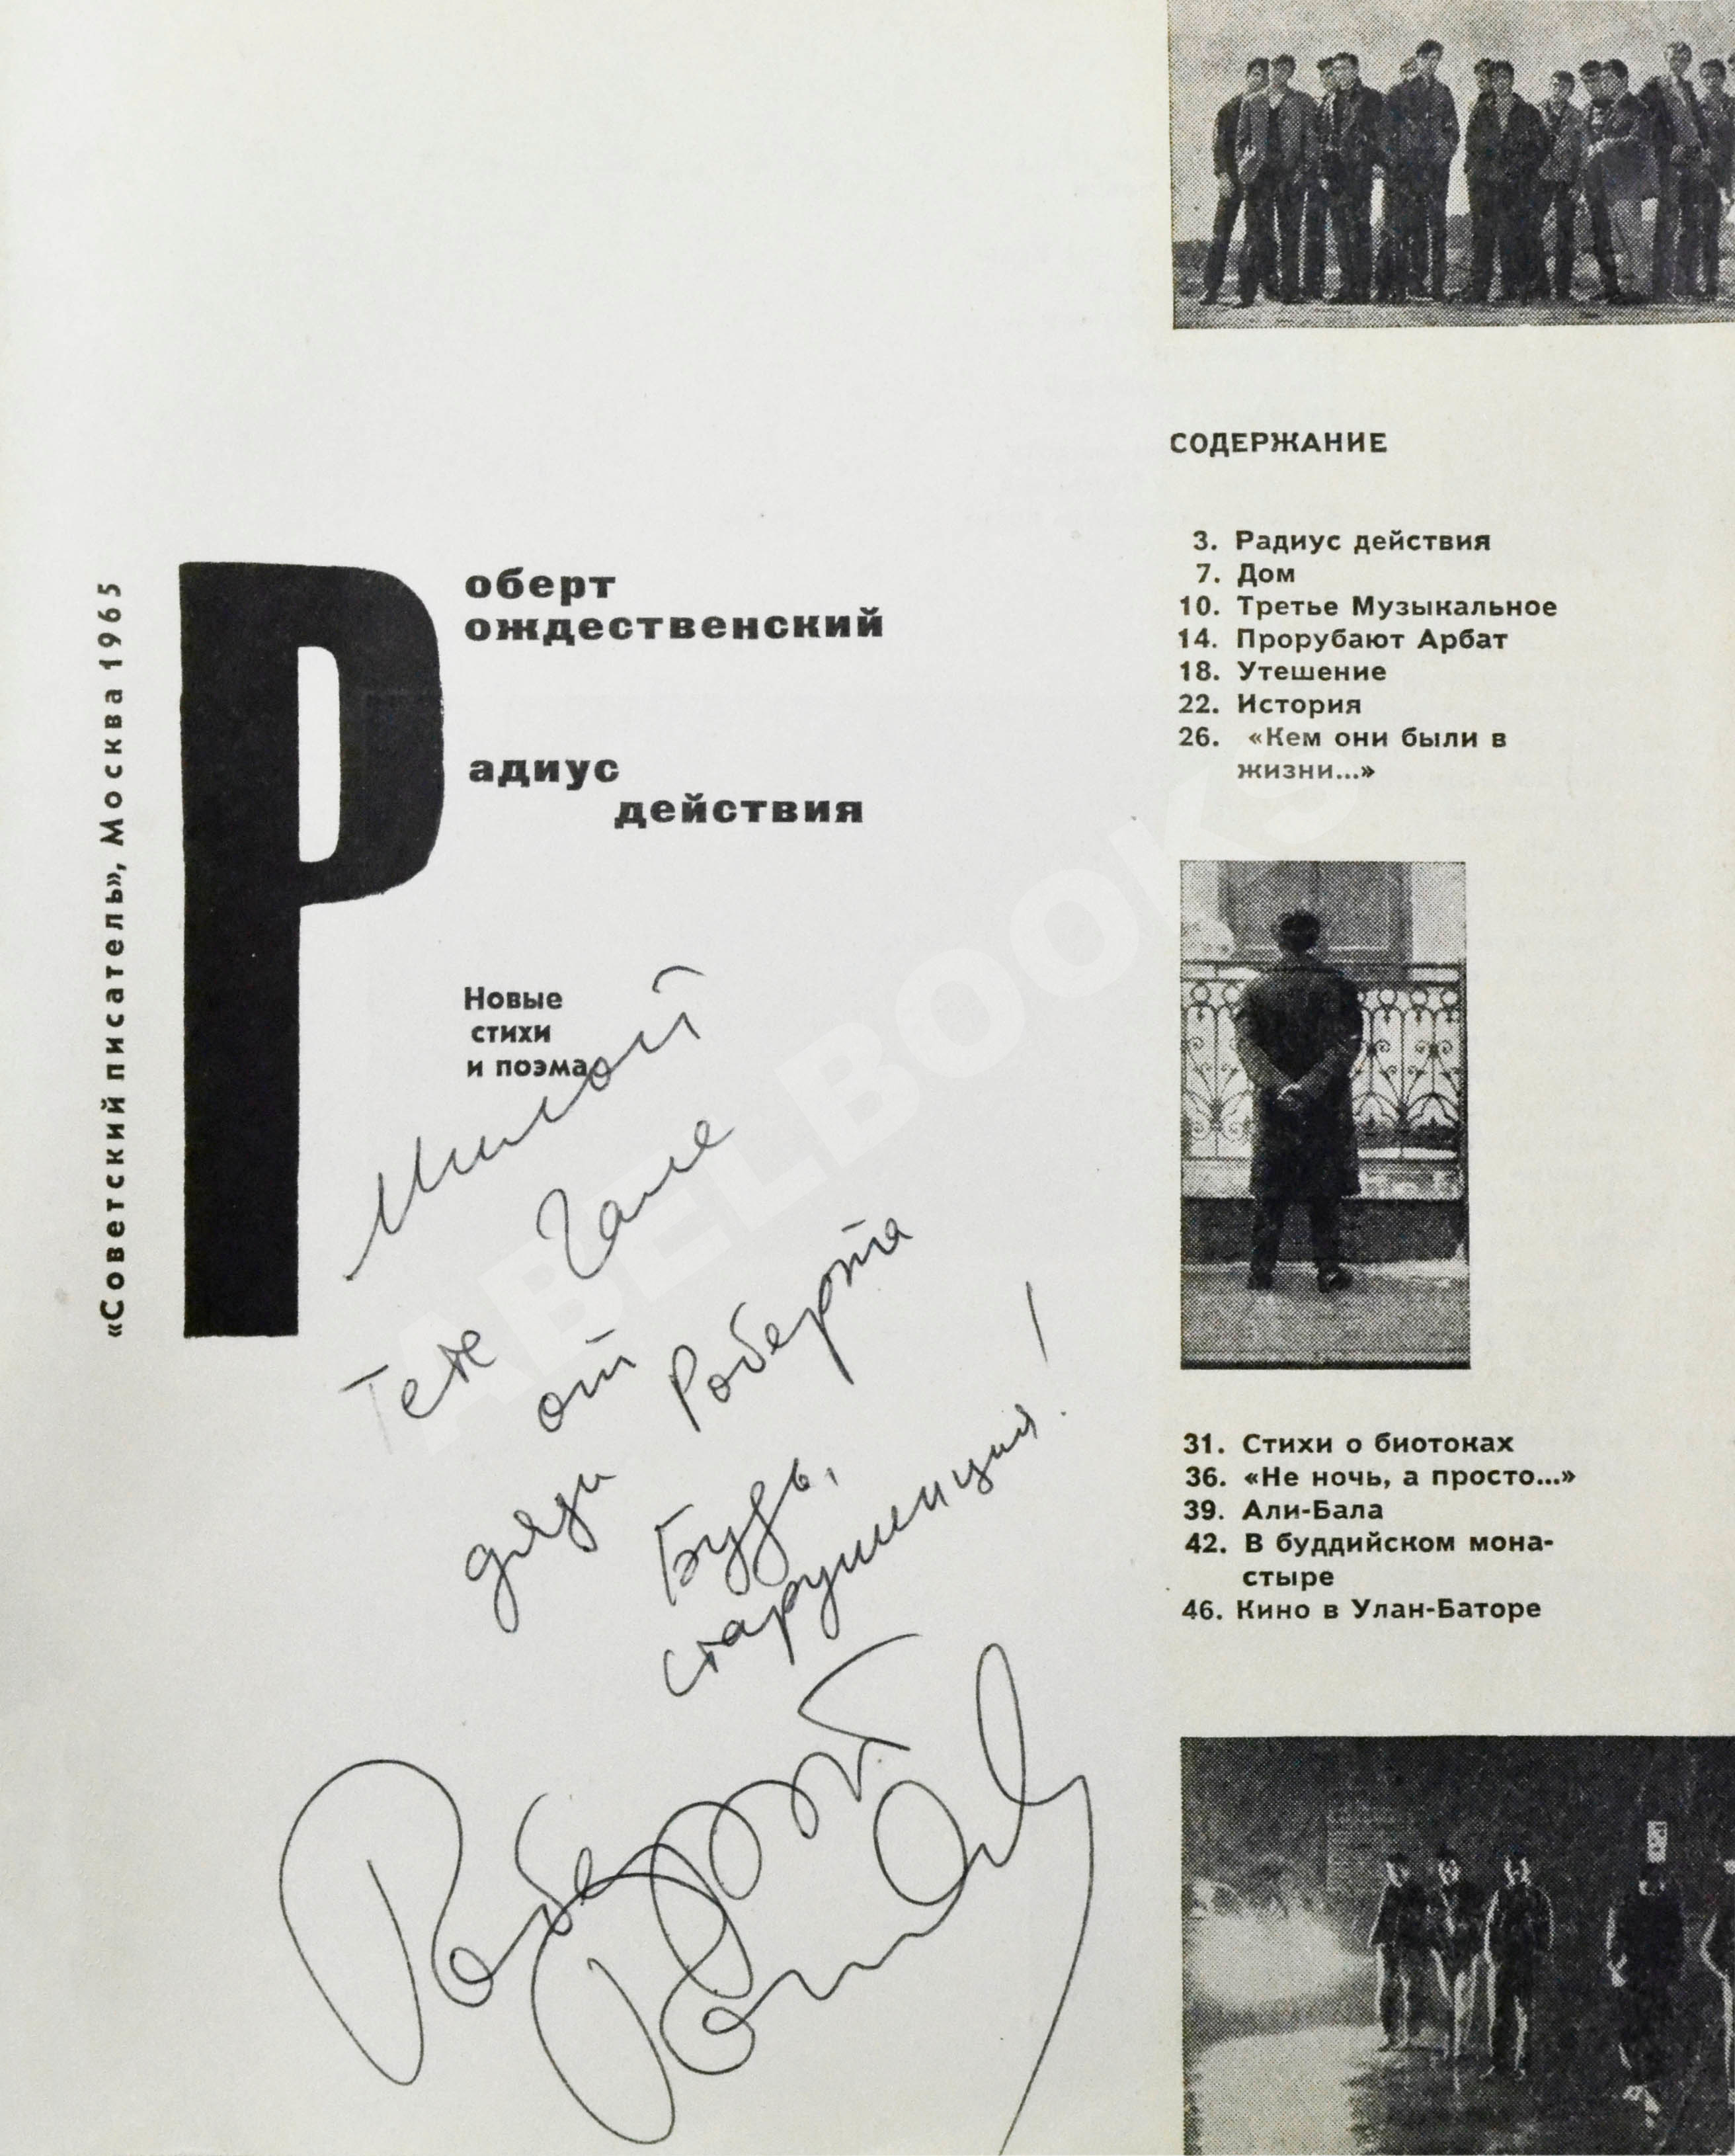 «Советский писатель», Москва 1965
Роберт
Рождественский
Радиус
действия
Новые
стихи
и поэма
Милой
Тете Гале
от
дяди Роберта
Будь,
старушенция!
Роберт
СОДЕРЖАНИЕ
3. Радиус действия
7. Дом
10. Третье Музыкальное
14. Прорубают Арбат
18. Утешение
22. История
26. «Кем они были в
жизни...»
31. Стихи о биотоках
36. «Не ночь, а просто...»
39. Али-Бала
42. В буддийском мона-
стыре
46. Кино в Улан-Баторе
ABELBOOKS